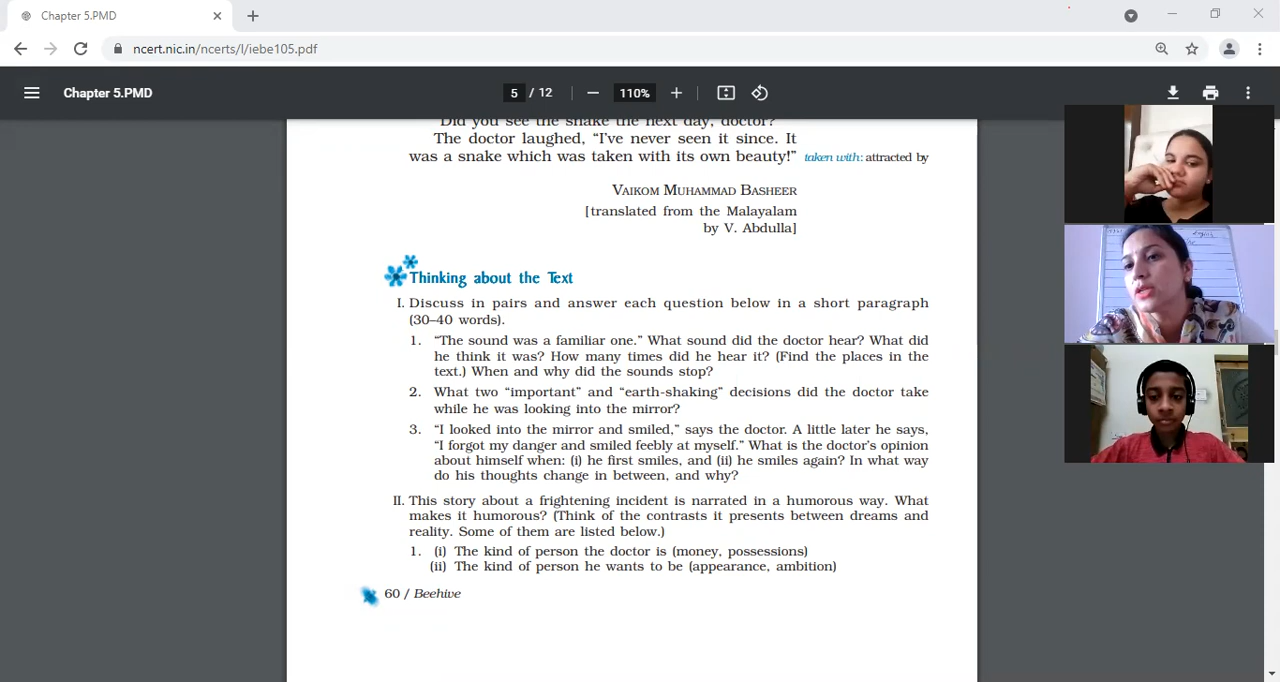 Chapter 5.PMD
ncert.nic.in/ncerts/l/iebe105.pdf
Chapter 5.PMD
5 / 12
110%
"Did you see the snake the next day, doctor?"
The doctor laughed, “I've never seen it since. It
was a snake which was taken with its own beauty!” taken with: attracted by
VAIKOM MUHAMMAD BASHEER
[translated from the Malayalam
by V. Abdulla]
Thinking about the Text
I. Discuss in pairs and answer each question below in a short paragraph
(30–40 words).
1. “The sound was a familiar one.” What sound did the doctor hear? What did
he think it was? How many times did he hear it? (Find the places in the
text.) When and why did the sounds stop?
2. What two “important” and “earth-shaking” decisions did the doctor take
while he was looking into the mirror?
3. “I looked into the mirror and smiled,” says the doctor. A little later he says,
“I forgot my danger and smiled feebly at myself.” What is the doctor's opinion
about himself when: (i) he first smiles, and (ii) he smiles again? In what way
do his thoughts change in between, and why?
II. This story about a frightening incident is narrated in a humorous way. What
makes it humorous? (Think of the contrasts it presents between dreams and
reality. Some of them are listed below.)
1. (i) The kind of person the doctor is (money, possessions)
(ii) The kind of person he wants to be (appearance, ambition)
60 / Beehive